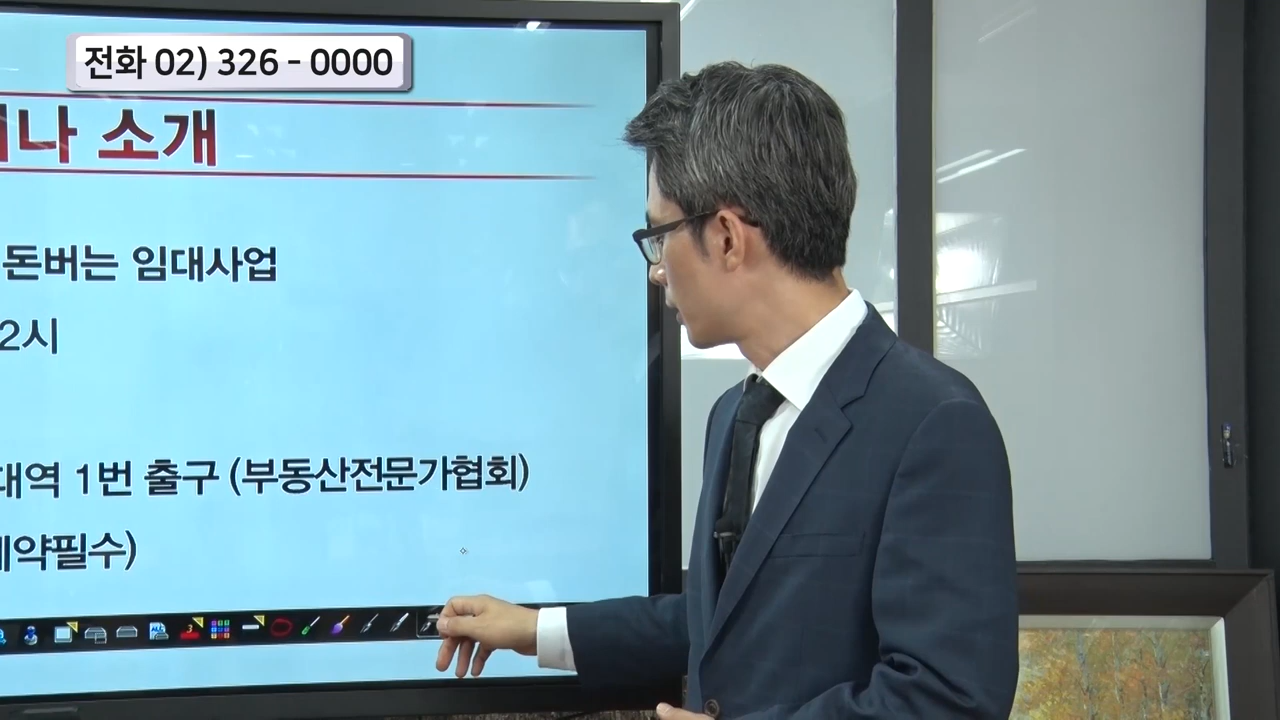 전화 02) 326 - 0000
소개
돈버는 임대사업
2시
대역 1번 출구 (부동산전문가협회)
예약필수)